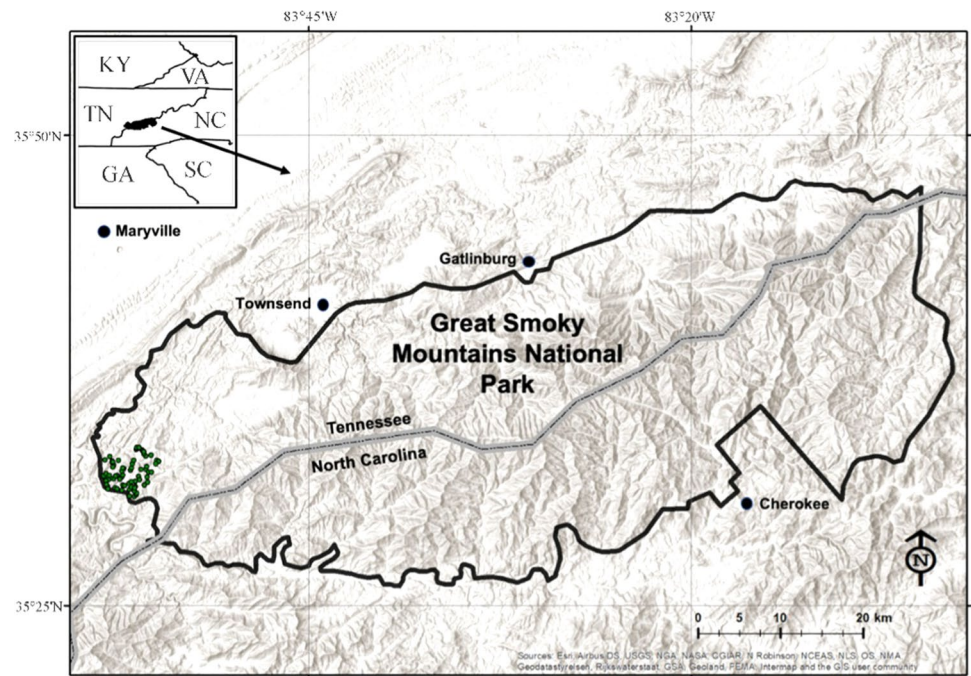 83°45'W
83°20'W
KY
VA
TN
NC
35°50'N
GA
SC
Maryville
Gatlinburg
Townsend
Great Smoky
Mountains National
Park
Tennessee
North Carolina
Cherokee
N
35°25'N
0 5 10 20 km
Sources: Esri, Airbus DS, USGS, NGA, NASA, CGIAR, N Robinson, NCEAS, NLS, OS, NMA,
Geodatastyrelsen, Rijkswaterstaat, GSA, Geoland, FEMA, Intermap and the GIS user community